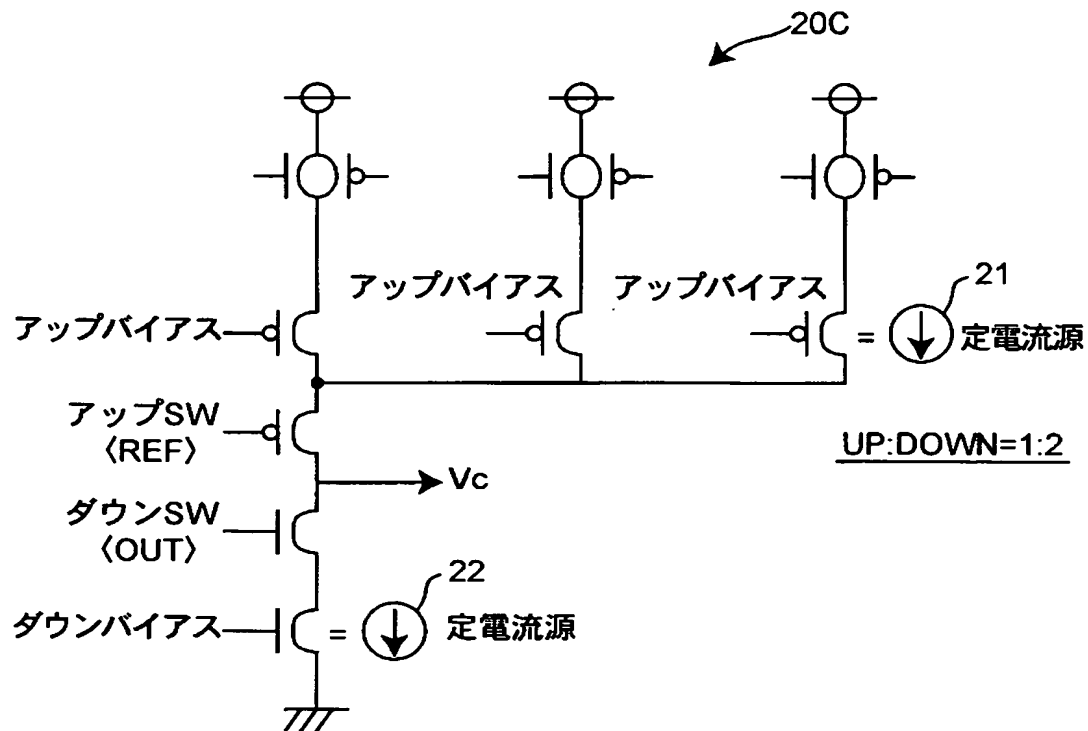 20C
アップバイアス
アップバイアス
21
アップバイアス
=
定電流源
アップSW
〈REF〉
UP:DOWN=1:2
Vc
ダウンSW
〈OUT〉
22
ダウンバイアス
=
定電流源